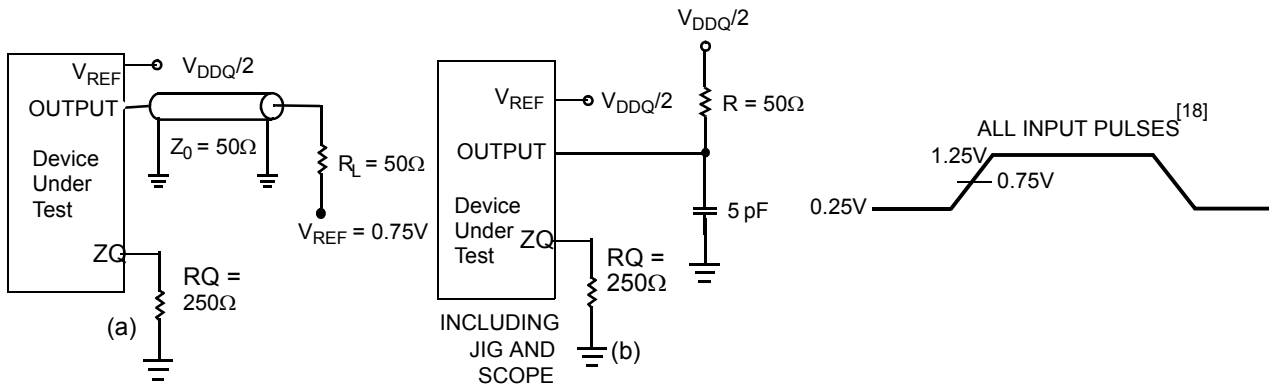 V_REF
V_DDQ/2
OUTPUT
Device
Under
Test
Z_0 = 50Ω
R_L = 50Ω
V_REF = 0.75V
ZQ
RQ =
250Ω
(a)
V_DDQ/2
R = 50Ω
V_REF
V_DDQ/2
OUTPUT
Device
Under
Test
5 pF
ZQ
RQ =
250Ω
INCLUDING
JIG AND
SCOPE
(b)
ALL INPUT PULSES[18]
1.25V
0.75V
0.25V